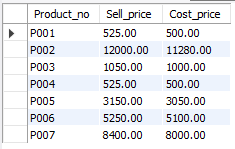 Product_no Sell_price Cost_price
P001 525.00 500.00
P002 12000.00 11280.00
P003 1050.00 1000.00
P004 525.00 500.00
P005 3150.00 3050.00
P006 5250.00 5100.00
P007 8400.00 8000.00